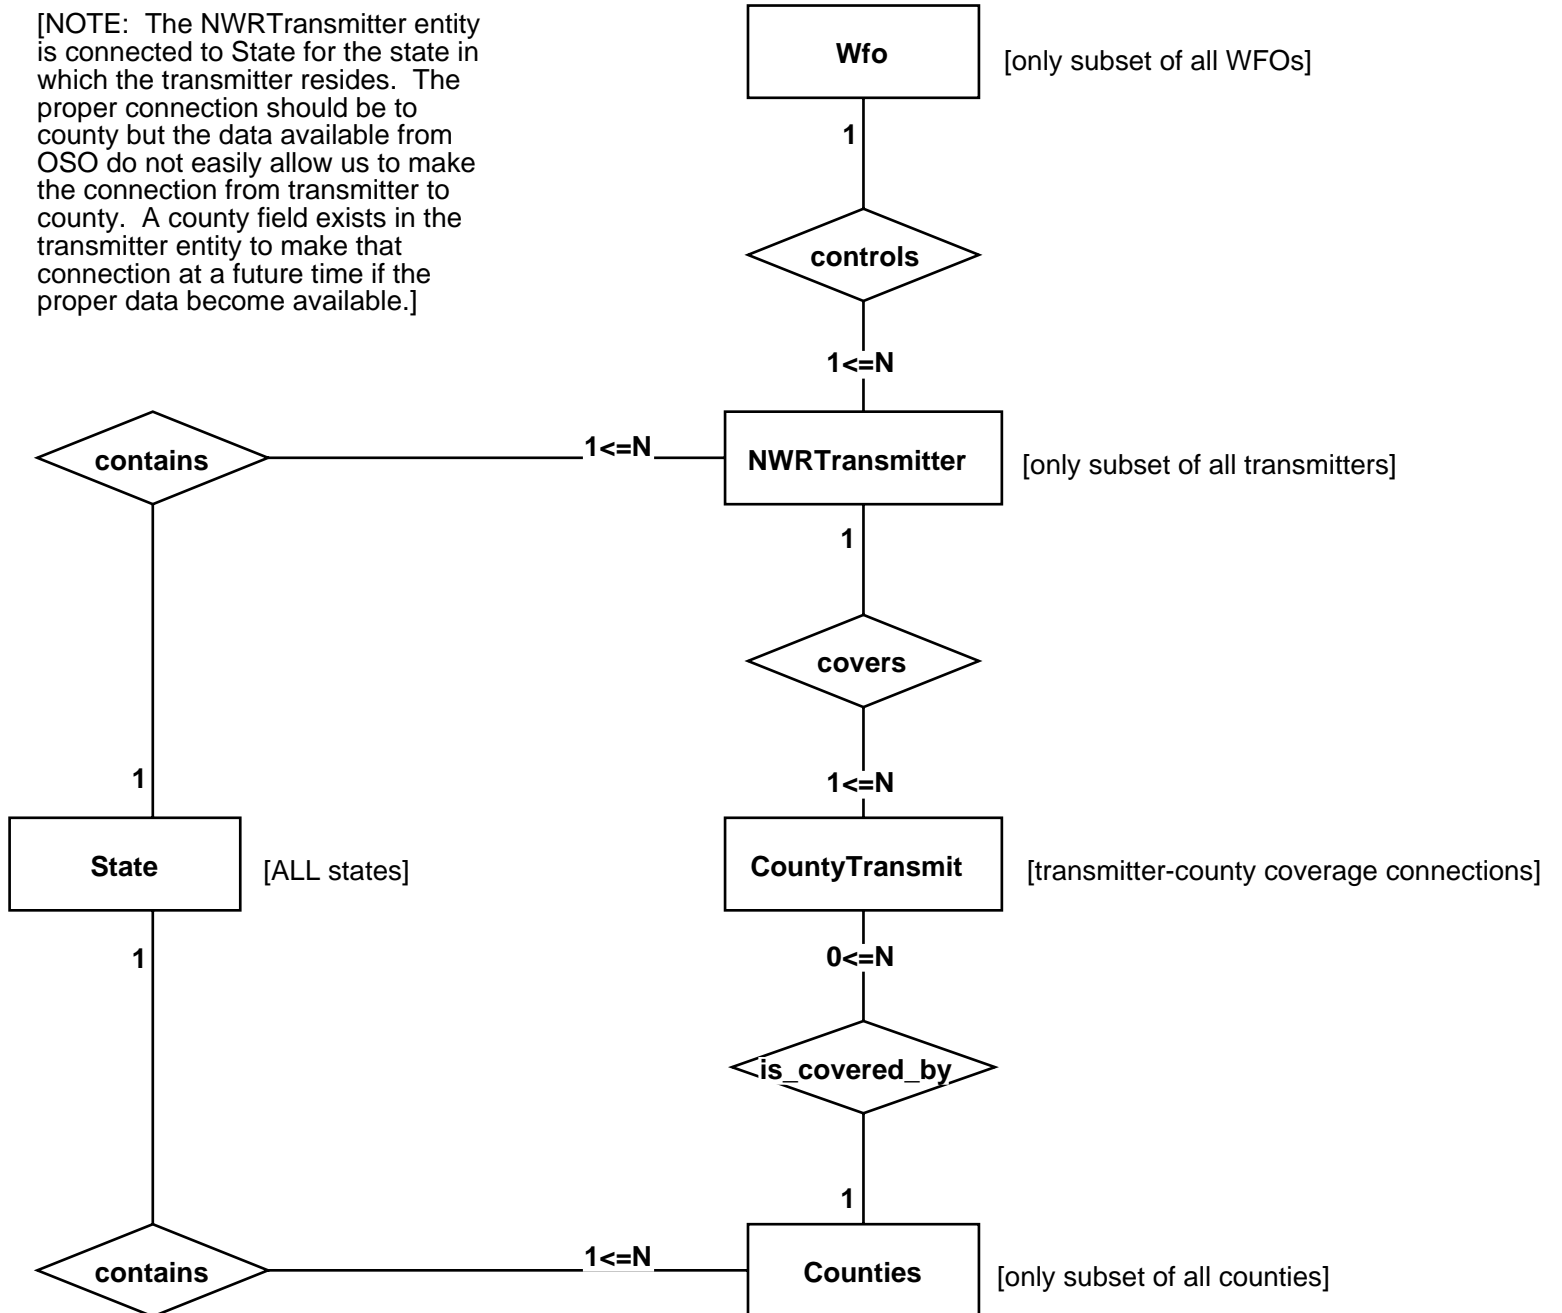 [NOTE:  The NWRTransmitter entity
is connected to State for the state in
which the transmitter resides.  The
proper connection should be to
county but the data available from
OSO do not easily allow us to make
the connection from transmitter to
county.  A county field exists in the
transmitter entity to make that
connection at a future time if the
proper data become available.]
Wfo
[only subset of all WFOs]
1
controls
1<=N
contains
1<=N
NWRTransmitter
[only subset of all transmitters]
1
covers
1
1<=N
State
[ALL states]
CountyTransmit
[transmitter-county coverage connections]
1
0<=N
is_covered_by
1
contains
1<=N
Counties
[only subset of all counties]